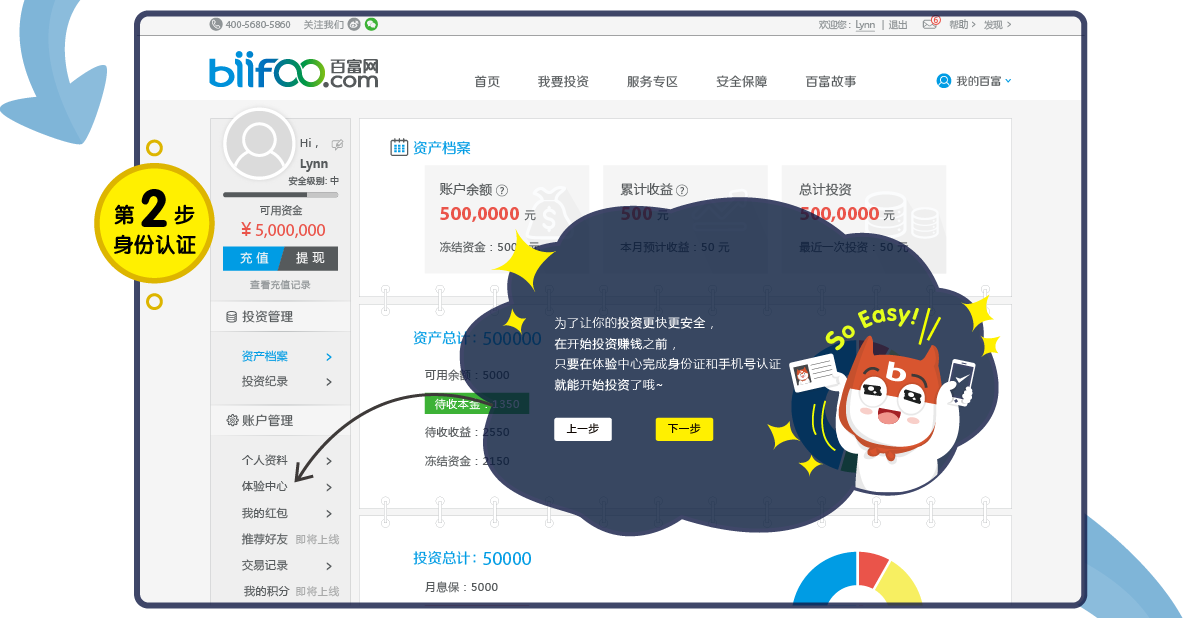 400-5680-5860 关注我们
欢迎您： Lynn | 退出 6 帮助 > 发现 >
biifoo.com 百富网
首页 我要投资 服务专区 安全保障 百富故事 我的百富
Hi ,
Lynn
安全级别: 中
可用资金
¥ 5,000,000
充 值 提 现
查看充值记录
投资管理
资产档案 >
投资纪录 >
账户管理
个人资料 >
体验中心 >
我的红包 >
推荐好友 即将上线
交易记录 >
我的积分 即将上线
第2步
身份认证
资产档案
账户余额 ?
500,0000 元
冻结资金：500 元
累计收益 ?
500 元
本月预计收益：50 元
总计投资
500,0000 元
最近一次投资：50 元
资产总计：500000
可用余额：5000
待收本金：1350
待收收益：2550
冻结资金：2150
为了让你的投资更快更安全，
在开始投资赚钱之前，
只要在体验中心完成身份证和手机号认证
就能开始投资了哦~
上一步 下一步
So Easy!
b
投资总计：50000
月息保：5000